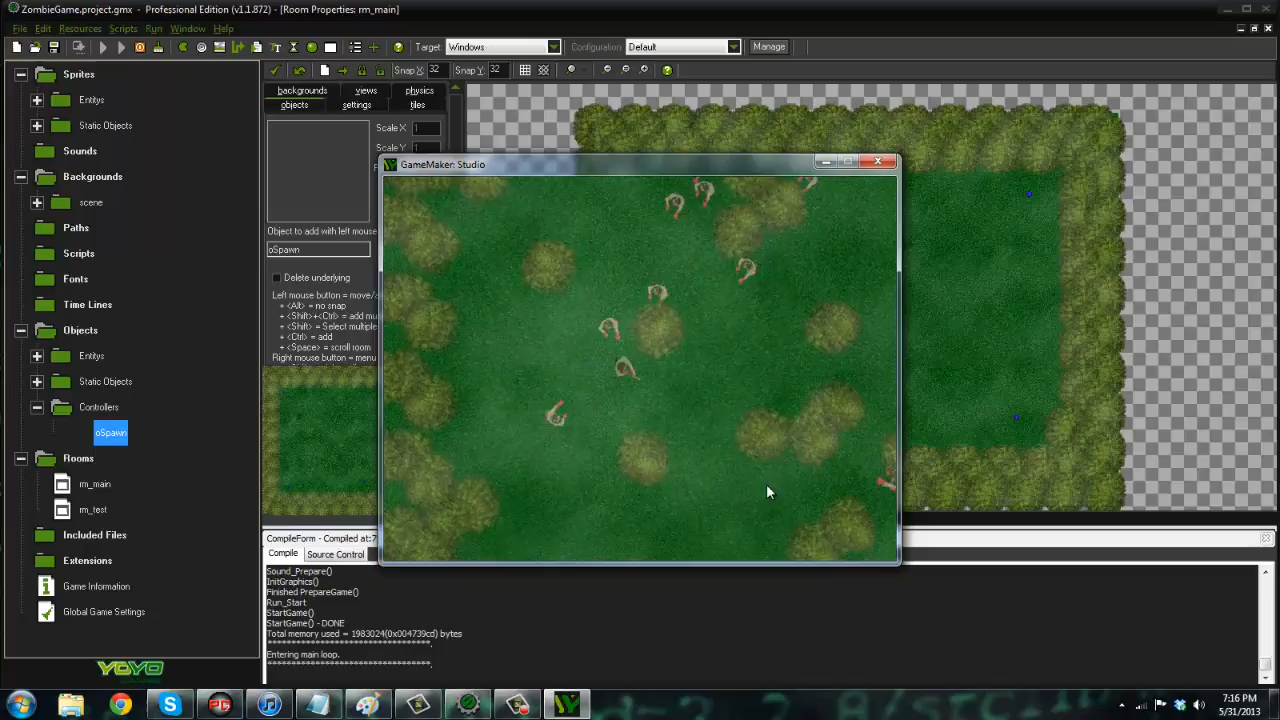 ZombieGame.project.gmx - Professional Edition (v1.1.872) - [Room Properties: rm_main]
File Edit Resources Scripts Run Window Help
Target: Windows Configuration Default Manage
Snap X: 32 Snap Y: 32
Sprites
Entitys
Static Objects
Sounds
Backgrounds
scene
Paths
Scripts
Fonts
Time Lines
Objects
Entitys
Static Objects
Controllers
oSpawn
Rooms
rm_main
rm_test
Included Files
Extensions
Game Information
Global Game Settings
YOYO
backgrounds views physics
objects settings tiles
Scale X 1
Scale Y 1
Object to add with left mouse
oSpawn
Delete underlying
Left mouse button = move/a
+ <Alt> = no snap
+ <Shift>+<Ctrl> = add mu
+ <Shift> = Select multiple
+ <Ctrl> = add
+ <Space> = scroll room
Right mouse button = menu
GameMaker: Studio
CompileForm - Compiled at:7
Compile Source Control
Sound_Prepare()
InitGraphics()
Finished PrepareGame()
Run_Start
StartGame()
StartGame() - DONE
Total memory used = 1983024(0x004739cd) bytes
Entering main loop.
7:16 PM
5/31/2013